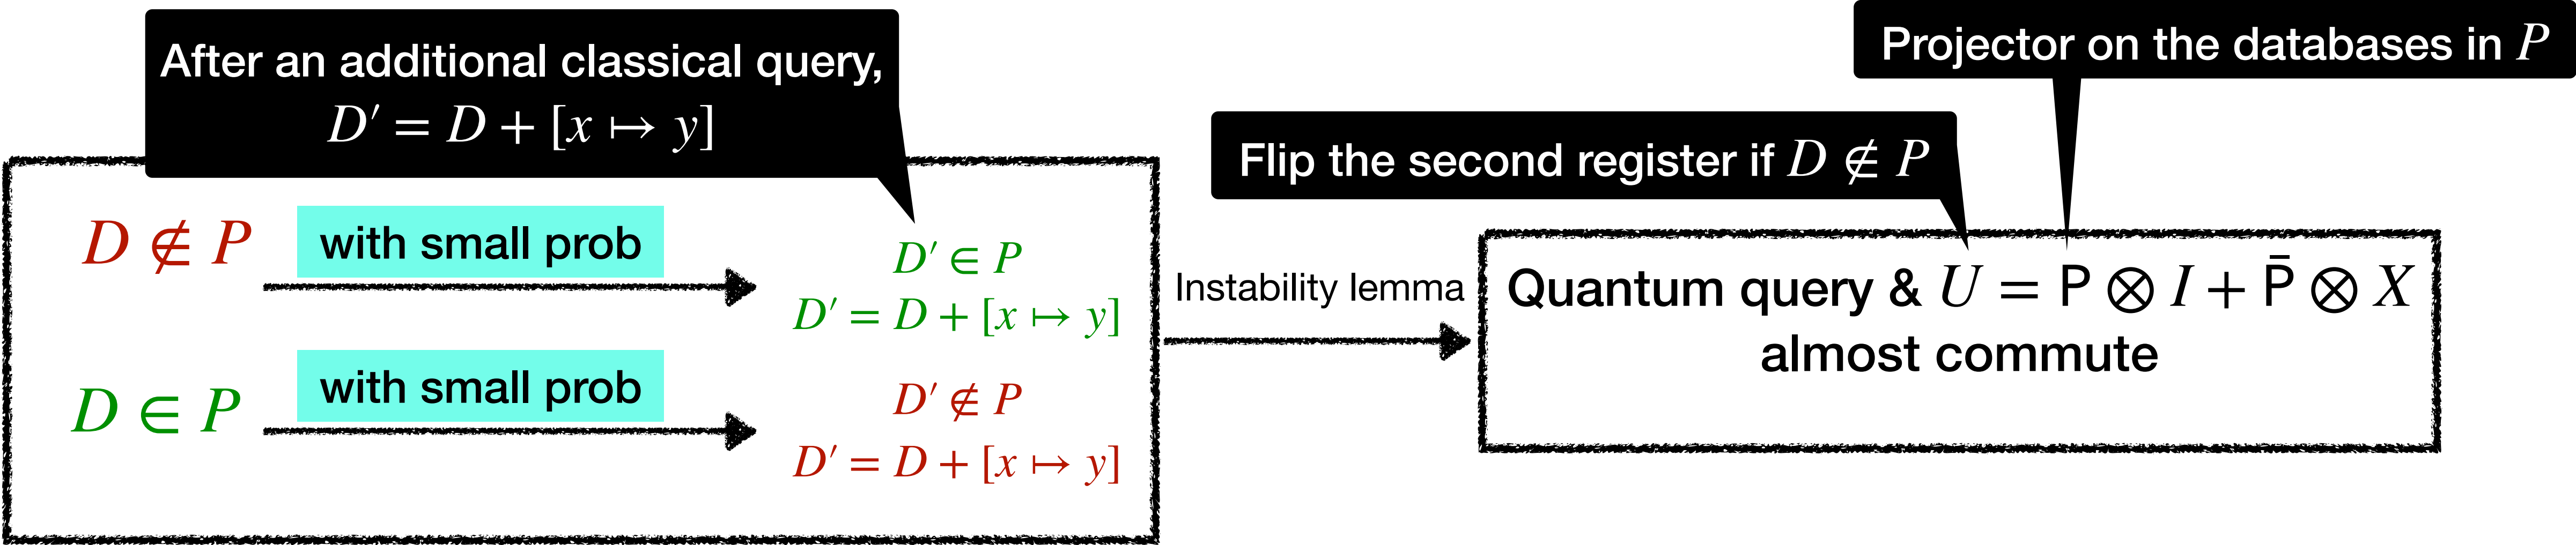 After an additional classical query,
D′ = D + [x ↦ y]
Projector on the databases in P
Flip the second register if D ∉ P
D ∉ P
with small prob
D′ ∈ P
D′ = D + [x ↦ y]
D ∈ P
with small prob
D′ ∉ P
D′ = D + [x ↦ y]
Instability lemma
Quantum query & U = P ⊗ I + P̄ ⊗ X
almost commute